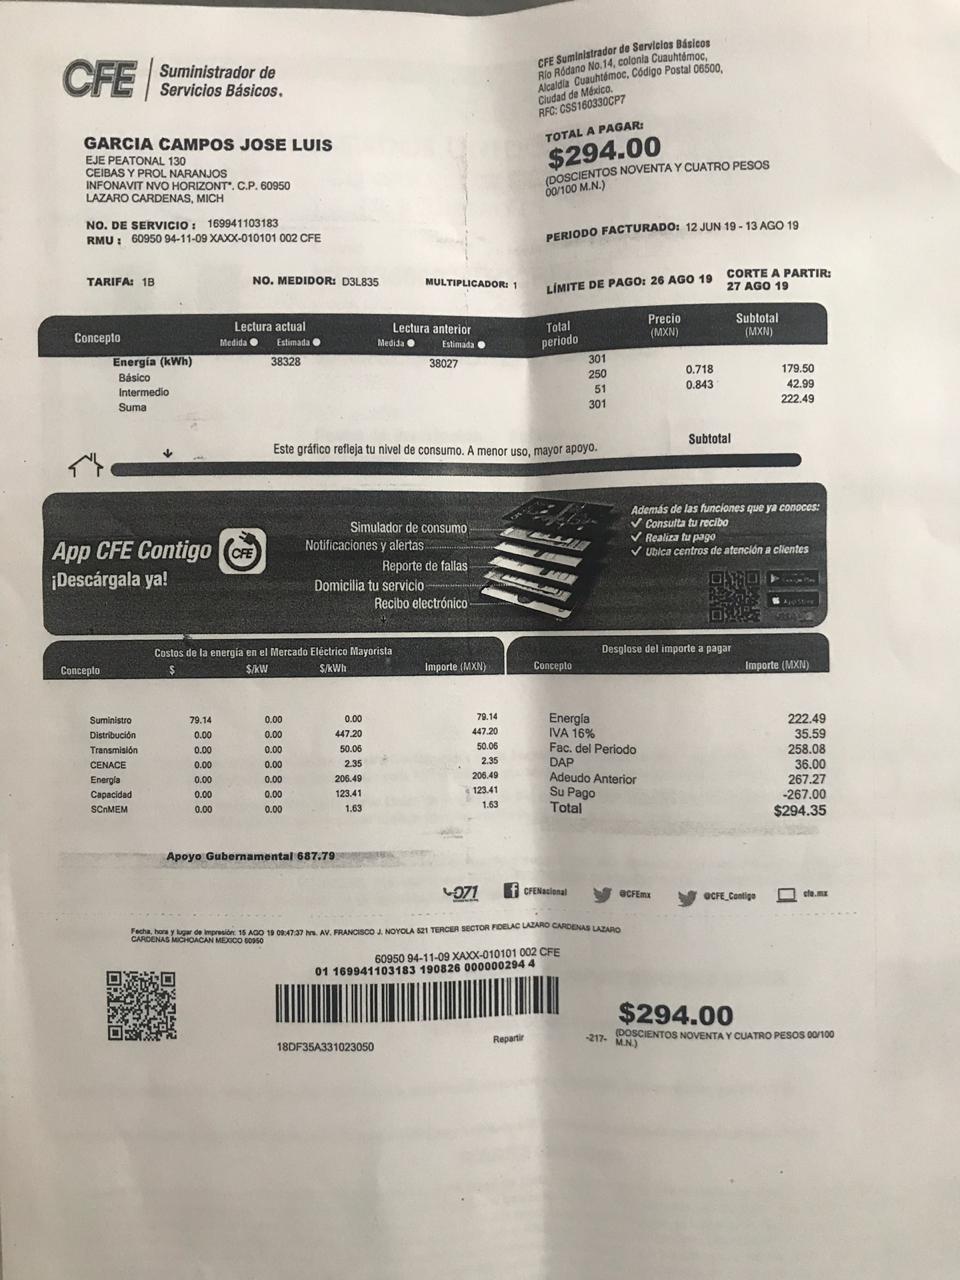 CFE
Suministrador de
Servicios Básicos.
CFE Suministrador de Servicios Básicos
Río Ródano No.14, colonia Cuauhtémoc,
Alcaldía Cuauhtémoc, Código Postal 06500,
Ciudad de México.
RFC: CSS160330CP7
TOTAL A PAGAR:
$294.00
(DOSCIENTOS NOVENTA Y CUATRO PESOS
00/100 M.N.)
GARCIA CAMPOS JOSE LUIS
EJE PEATONAL 130
CEIBAS Y PROL NARANJOS
INFONAVIT NVO HORIZONT*. C.P. 60950
LAZARO CARDENAS, MICH
NO. DE SERVICIO : 169941103183
RMU : 60950 94-11-09 XAXX-010101 002 CFE
PERIODO FACTURADO: 12 JUN 19 - 13 AGO 19
TARIFA: 1B NO. MEDIDOR: D3L835 MULTIPLICADOR: 1
LÍMITE DE PAGO: 26 AGO 19 CORTE A PARTIR:
27 AGO 19
Concepto Lectura actual Lectura anterior Total periodo Precio (MXN) Subtotal (MXN)
Medida Estimada Medida Estimada
Energía (kWh) 38328 38027 301
Básico 250 0.718 179.50
Intermedio 51 0.843 42.99
Suma 301 222.49
Subtotal
Este gráfico refleja tu nivel de consumo. A menor uso, mayor apoyo.
App CFE Contigo CFE
¡Descárgala ya!
Simulador de consumo
Notificaciones y alertas
Reporte de fallas
Domicilia tu servicio
Recibo electrónico
Además de las funciones que ya conoces:
✓ Consulta tu recibo
✓ Realiza tu pago
✓ Ubica centros de atención a clientes
Google Play
App Store
Costos de la energía en el Mercado Eléctrico Mayorista
Concepto $ $/kW $/kWh Importe (MXN)
Suministro 79.14 0.00 0.00 79.14
Distribución 0.00 0.00 447.20 447.20
Transmisión 0.00 0.00 50.06 50.06
CENACE 0.00 0.00 2.35 2.35
Energía 0.00 0.00 206.49 206.49
Capacidad 0.00 0.00 123.41 123.41
SCnMEM 0.00 0.00 1.63 1.63
Desglose del importe a pagar
Concepto Importe (MXN)
Energía 222.49
IVA 16% 35.59
Fac. del Periodo 258.08
DAP 36.00
Adeudo Anterior 267.27
Su Pago -267.00
Total $294.35
Apoyo Gubernamental 687.79
071 CFENacional @CFEmx @CFE_Contigo cfe.mx
Fecha, hora y lugar de impresión: 15 AGO 19 09:47:37 hrs. AV. FRANCISCO J. NOYOLA 521 TERCER SECTOR FIDELAC LAZARO CARDENAS LAZARO
CARDENAS MICHOACAN MEXICO 60950
60950 94-11-09 XAXX-010101 002 CFE
01 169941103183 190826 000000294 4
18DF35A331023050
Repartir
-217-
$294.00
(DOSCIENTOS NOVENTA Y CUATRO PESOS 00/100
M.N.)